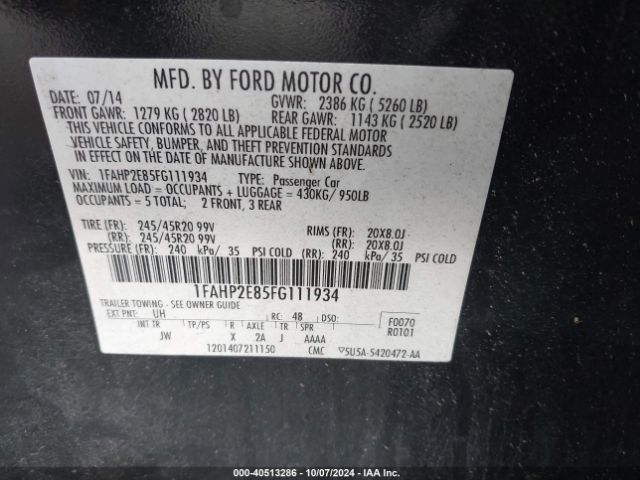 MFD. BY FORD MOTOR CO.
DATE: 07/14 GVWR: 2386 KG ( 5260 LB)
FRONT GAWR: 1279 KG ( 2820 LB) REAR GAWR: 1143 KG ( 2520 LB)
THIS VEHICLE CONFORMS TO ALL APPLICABLE FEDERAL MOTOR
VEHICLE SAFETY, BUMPER, AND THEFT PREVENTION STANDARDS
IN EFFECT ON THE DATE OF MANUFACTURE SHOWN ABOVE.
VIN: 1FAHP2E85FG111934 TYPE: Passenger Car
MAXIMUM LOAD = OCCUPANTS + LUGGAGE = 430KG/ 950LB
OCCUPANTS = 5 TOTAL; 2 FRONT, 3 REAR
TIRE (FR): 245/45R20 99V RIMS (FR): 20X8.0J
(RR): 245/45R20 99V (RR): 20X8.0J
PRESSURE (FR): 240 kPa/ 35 PSI COLD (RR): 240 kPa/ 35 PSI COLD
1FAHP2E85FG111934
TRAILER TOWING - SEE OWNER GUIDE
EXT PNT: UH RC: 48 DSO: F0070
INT TR TP/PS R AXLE TR SPR R0101
JW X 2A J AAAA
1201407211150 CMC ▽5U5A-5420472-AA
000-40513286 - 10/07/2024 - IAA Inc.